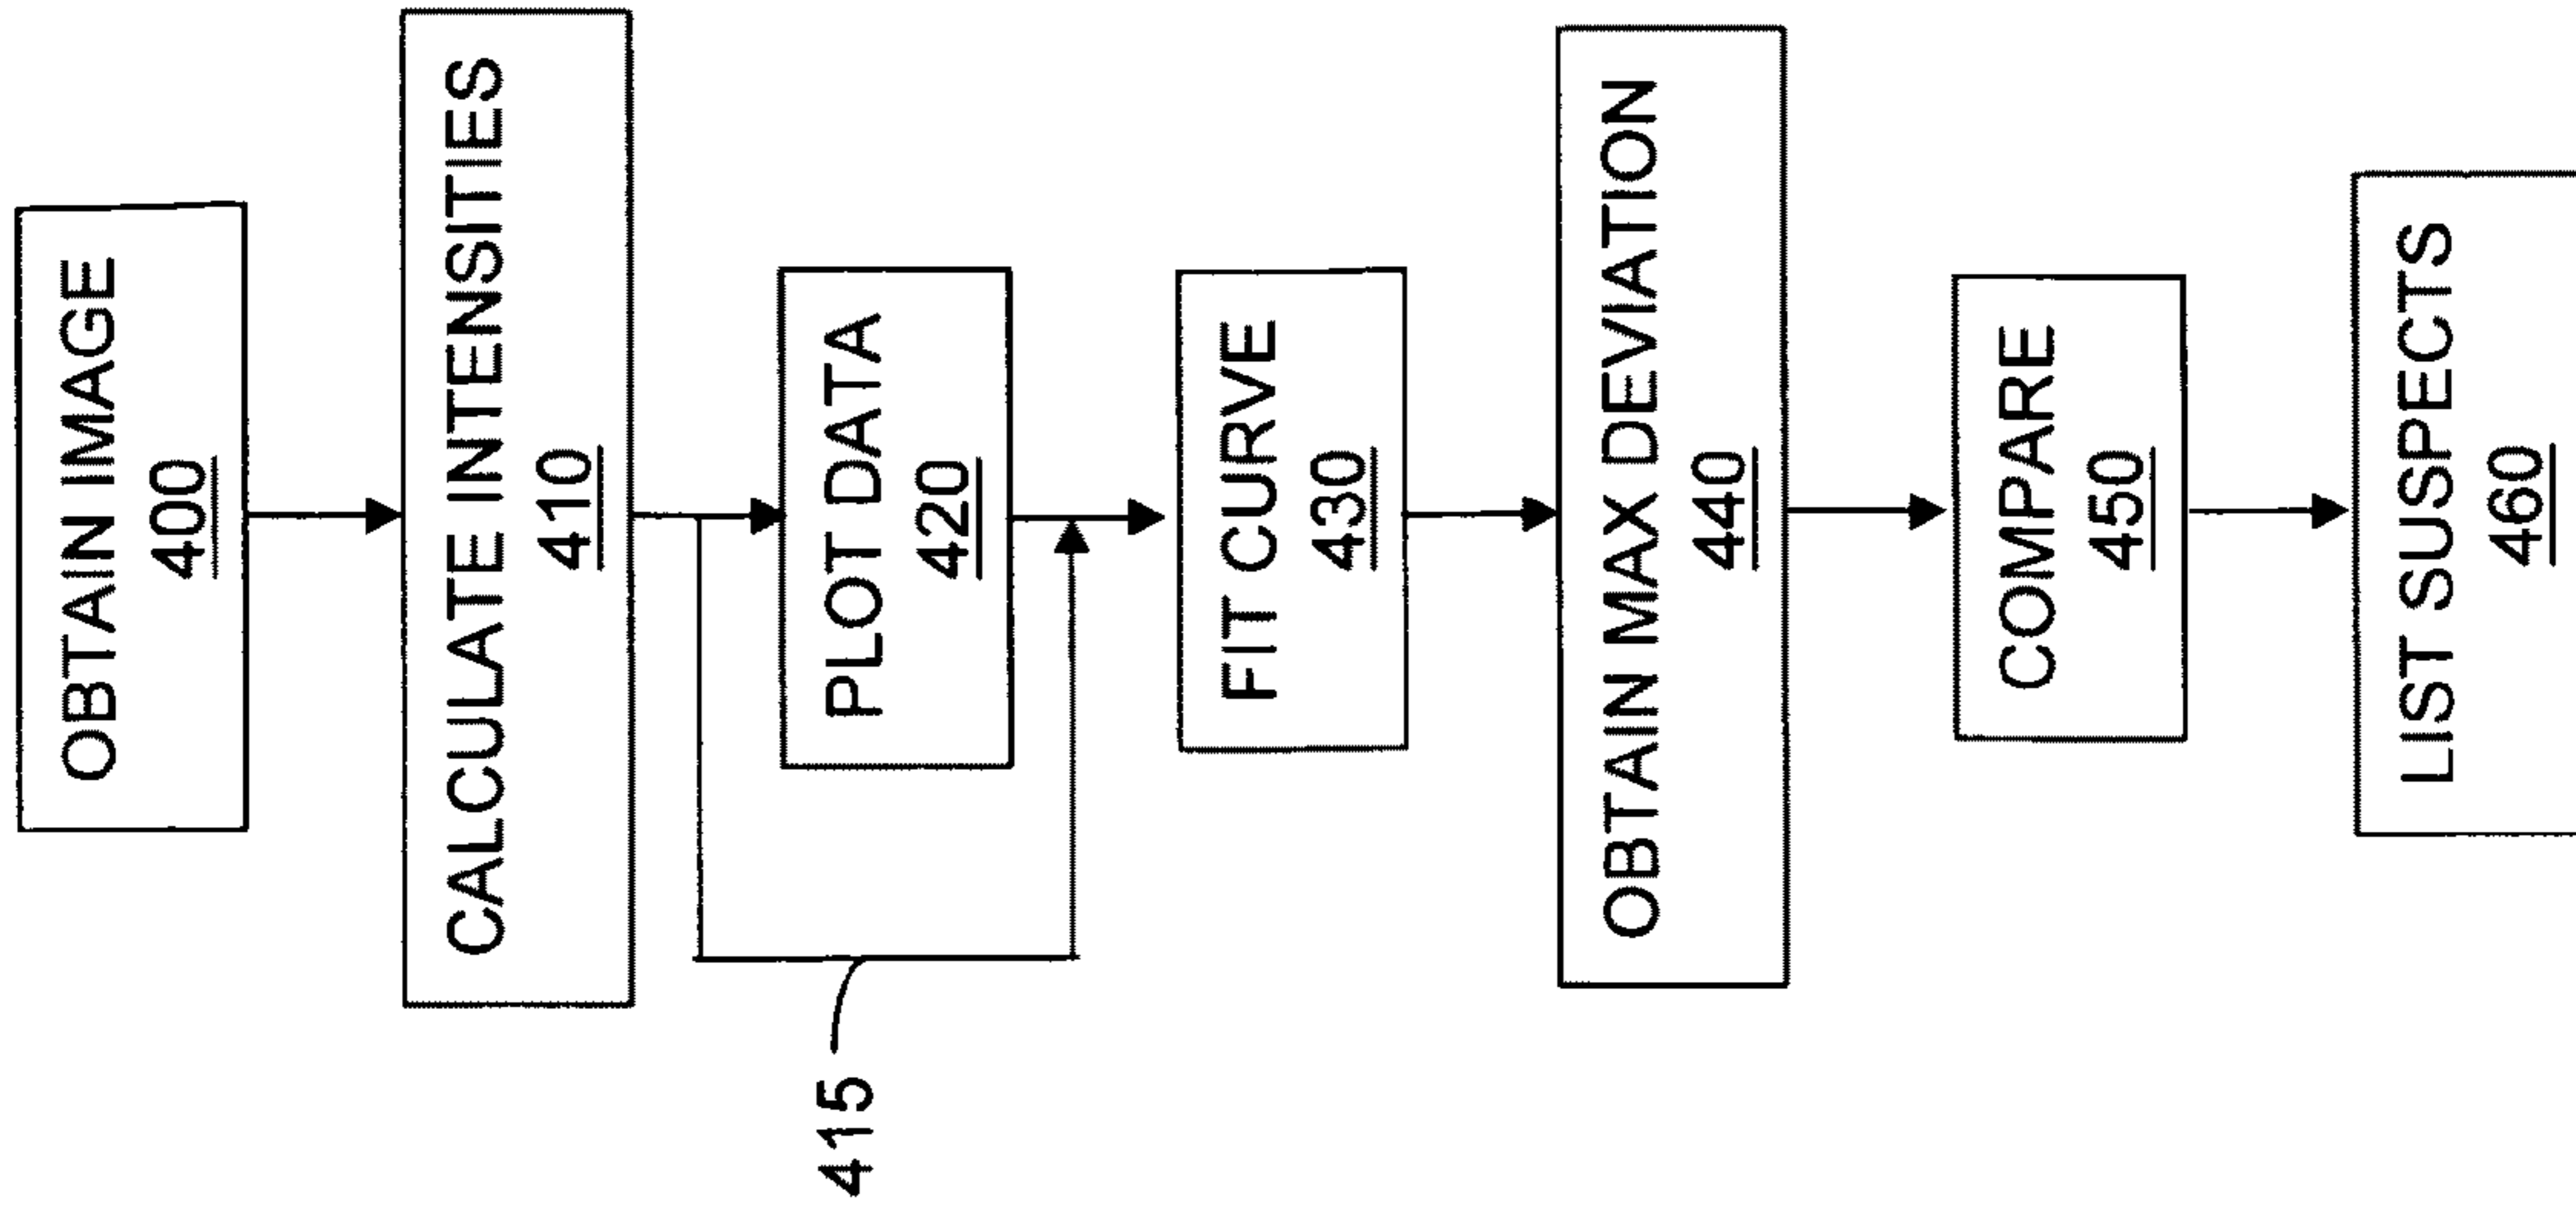 OBTAIN IMAGE
400
CALCULATE INTENSITIES
410
415
PLOT DATA
420
FIT CURVE
430
OBTAIN MAX DEVIATION
440
COMPARE
450
LIST SUSPECTS
460